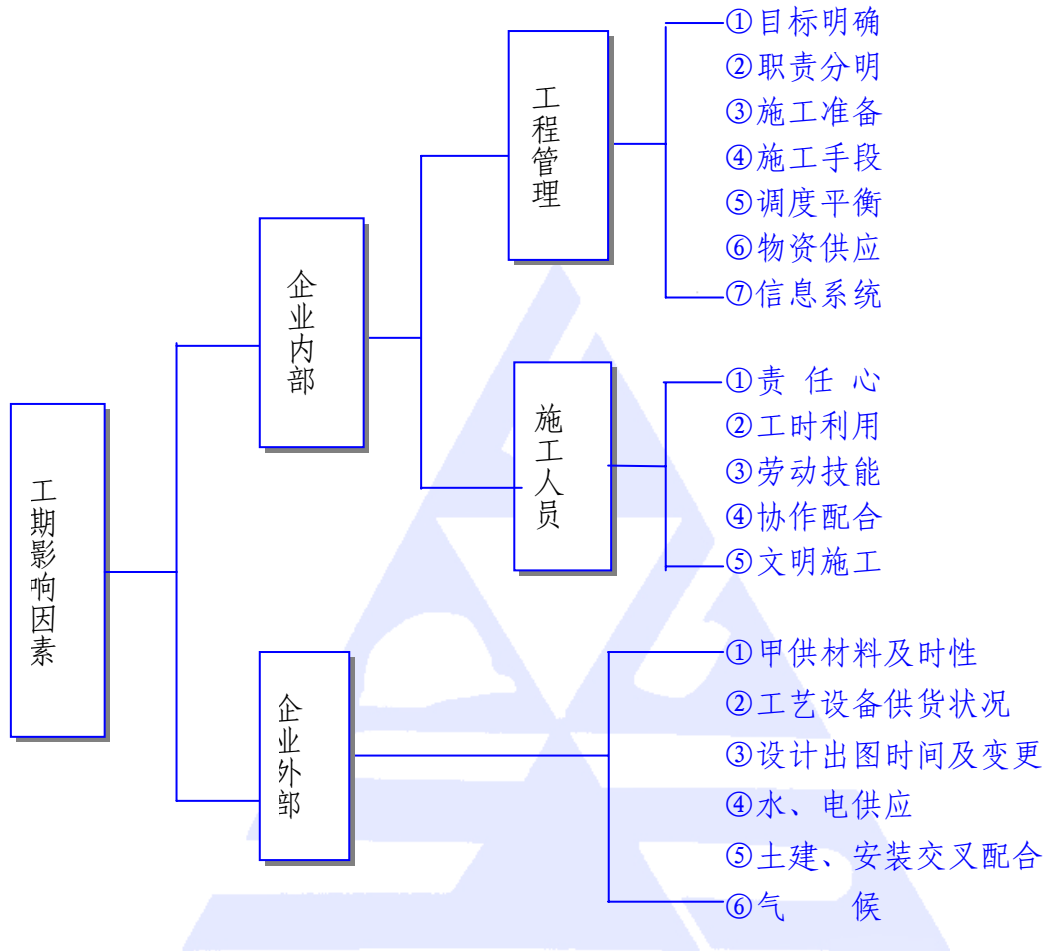 工期影响因素
企业内部
工程管理
①目标明确
②职责分明
③施工准备
④施工手段
⑤调度平衡
⑥物资供应
⑦信息系统
施工人员
①责 任 心
②工时利用
③劳动技能
④协作配合
⑤文明施工
企业外部
①甲供材料及时性
②工艺设备供货状况
③设计出图时间及变更
④水、电供应
⑤土建、安装交叉配合
⑥气 候